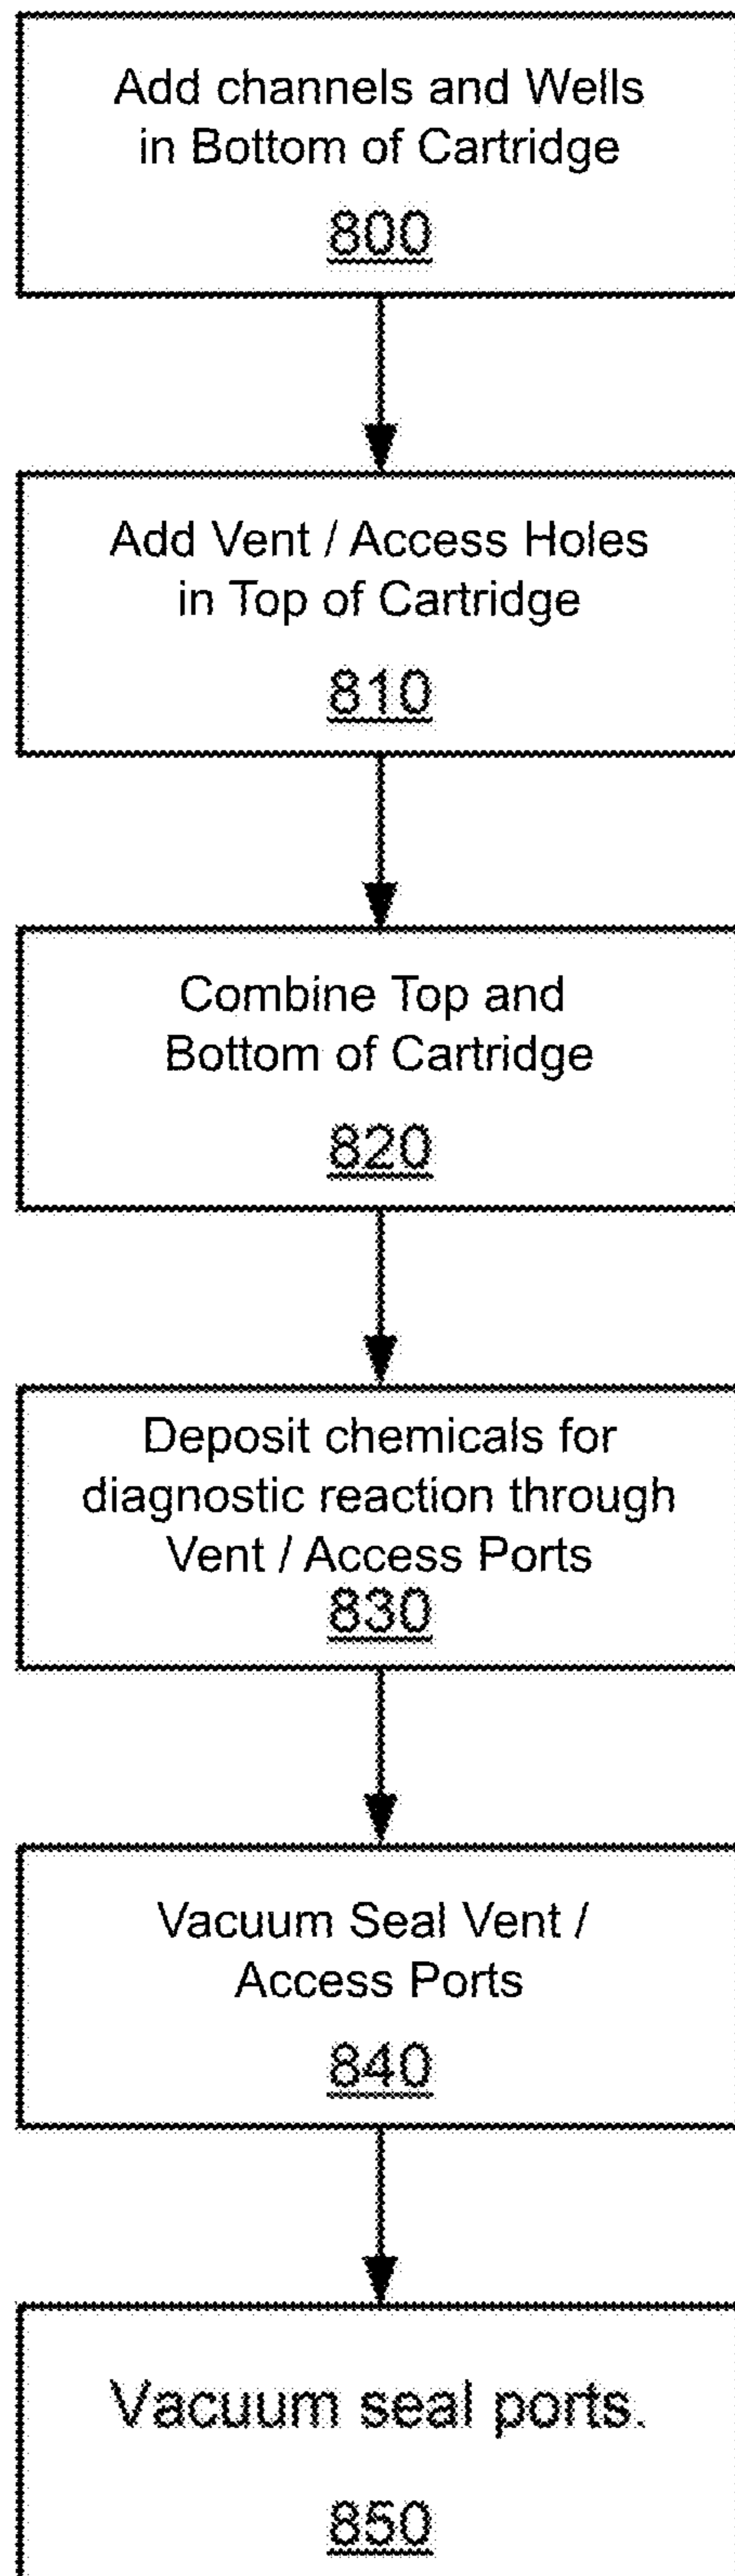 Add channels and Wells
in Bottom of Cartridge
800
Add Vent / Access Holes
in Top of Cartridge
810
Combine Top and
Bottom of Cartridge
820
Deposit chemicals for
diagnostic reaction through
Vent / Access Ports
830
Vacuum Seal Vent /
Access Ports
840
Vacuum seal ports.
850